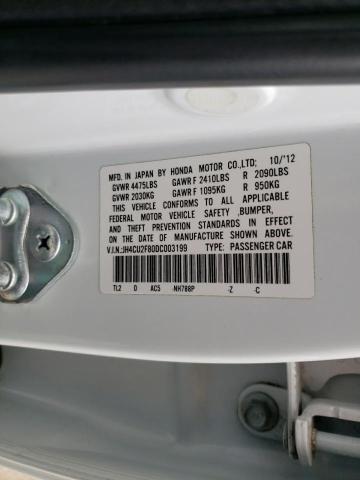 MFD. IN JAPAN BY HONDA MOTOR CO.,LTD; 10/'12
GVWR 4475LBS GAWR F 2410LBS R 2090LBS
GVWR 2030KG GAWR F 1095KG R 950KG
THIS VEHICLE CONFORMS TO ALL APPLICABLE
FEDERAL MOTOR VEHICLE SAFETY ,BUMPER,
AND THEFT PREVENTION STANDARDS IN EFFECT
ON THE DATE OF MANUFACTURE SHOWN ABOVE.
V.I.N.:JH4CU2F80DC003199 TYPE: PASSENGER CAR
TL2 D AC5 -NH788P -Z -C